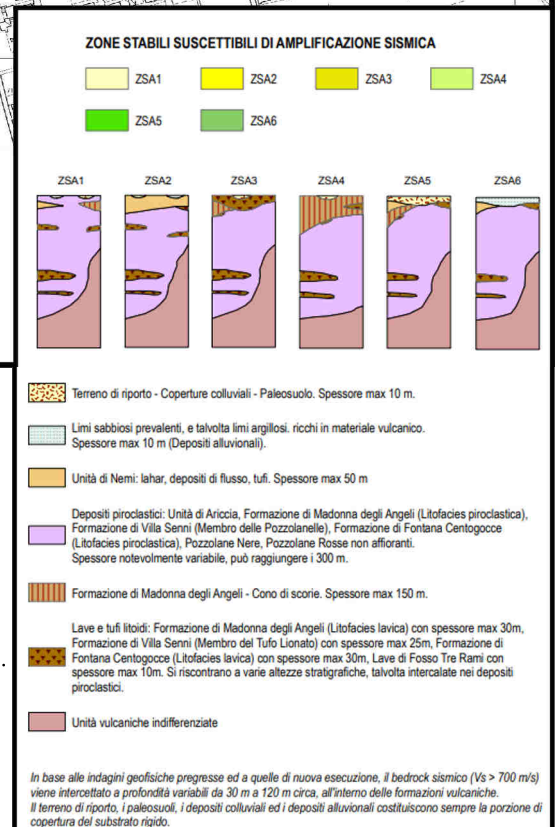 ZONE STABILI SUSCETTIBILI DI AMPLIFICAZIONE SISMICA
ZSA1 ZSA2 ZSA3 ZSA4
ZSA5 ZSA6
ZSA1 ZSA2 ZSA3 ZSA4 ZSA5 ZSA6
Terreno di riporto - Coperture colluviali - Paleosuolo. Spessore max 10 m.
Limi sabbiosi prevalenti, e talvolta limi argillosi. ricchi in materiale vulcanico.
Spessore max 10 m (Depositi alluvionali).
Unità di Nemi: lahar, depositi di flusso, tufi. Spessore max 50 m
Depositi piroclastici: Unità di Ariccia, Formazione di Madonna degli Angeli (Litofacies piroclastica),
Formazione di Villa Senni (Membro delle Pozzolanelle), Formazione di Fontana Centogocce
(Litofacies piroclastica), Pozzolane Nere, Pozzolane Rosse non affioranti.
Spessore notevolmente variabile, può raggiungere i 300 m.
Formazione di Madonna degli Angeli - Cono di scorie. Spessore max 150 m.
Lave e tufi litoidi: Formazione di Madonna degli Angeli (Litofacies lavica) con spessore max 30m,
Formazione di Villa Senni (Membro del Tufo Lionato) con spessore max 25m, Formazione di
Fontana Centogocce (Litofacies lavica) con spessore max 30m, Lave di Fosso Tre Rami con
spessore max 10m. Si riscontrano a varie altezze stratigrafiche, talvolta intercalate nei depositi
piroclastici.
Unità vulcaniche indifferenziate
In base alle indagini geofisiche pregresse ed a quelle di nuova esecuzione, il bedrock sismico (Vs > 700 m/s)
viene intercettato a profondità variabili da 30 m a 120 m circa, all'interno delle formazioni vulcaniche.
Il terreno di riporto, i paleosuoli, i depositi colluviali ed i depositi alluvionali costituiscono sempre la porzione di
copertura del substrato rigido.